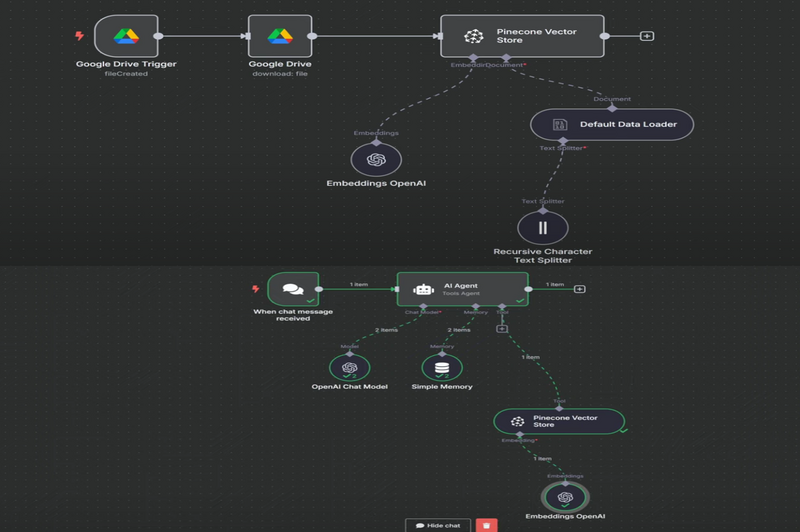 Google Drive Trigger
fileCreated
Google Drive
download: file
Pinecone Vector
Store
Embedding
Document*
Embeddings
Embeddings OpenAI
Document
Default Data Loader
Text Splitter*
Text Splitter
Recursive Character
Text Splitter
When chat message
received
1 item
AI Agent
Tools Agent
1 item
Chat Model*
Memory
Tool
2 items
2 items
1 item
Model
OpenAI Chat Model
2
Memory
Simple Memory
2
Tool
Pinecone Vector
Store
Embedding*
1 item
Embeddings
Embeddings OpenAI
Hide chat